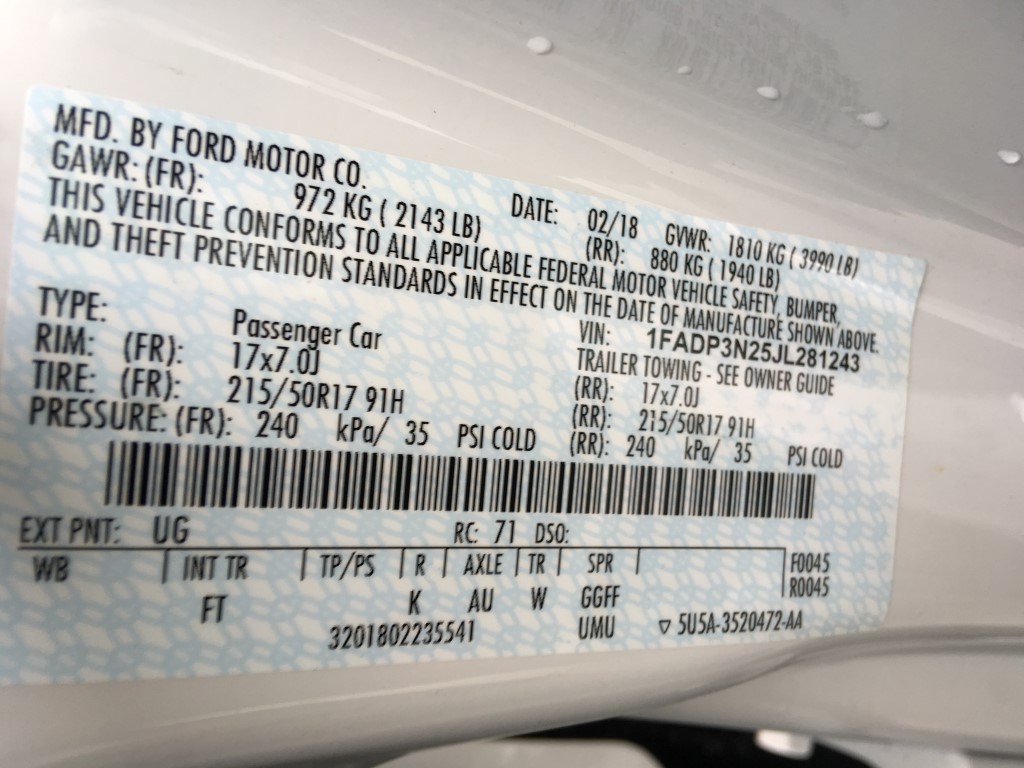 MFD. BY FORD MOTOR CO.
DATE: 02/18 GVWR: 1810 KG ( 3990 LB)
GAWR: (FR): 972 KG ( 2143 LB) (RR): 880 KG ( 1940 LB)
THIS VEHICLE CONFORMS TO ALL APPLICABLE FEDERAL MOTOR VEHICLE SAFETY, BUMPER,
AND THEFT PREVENTION STANDARDS IN EFFECT ON THE DATE OF MANUFACTURE SHOWN ABOVE.
VIN: 1FADP3N25JL281243
TYPE: Passenger Car TRAILER TOWING - SEE OWNER GUIDE
RIM: (FR): 17x7.0J (RR): 17x7.0J
TIRE: (FR): 215/50R17 91H (RR): 215/50R17 91H
PRESSURE: (FR): 240 kPa/ 35 PSI COLD (RR): 240 kPa/ 35 PSI COLD
EXT PNT: UG RC: 71 DSO:
WB INT TR TP/PS R AXLE TR SPR F0045
R0045
FT K AU W GGFF
3201802235541 UMU ▽ 5U5A-3520472-AA